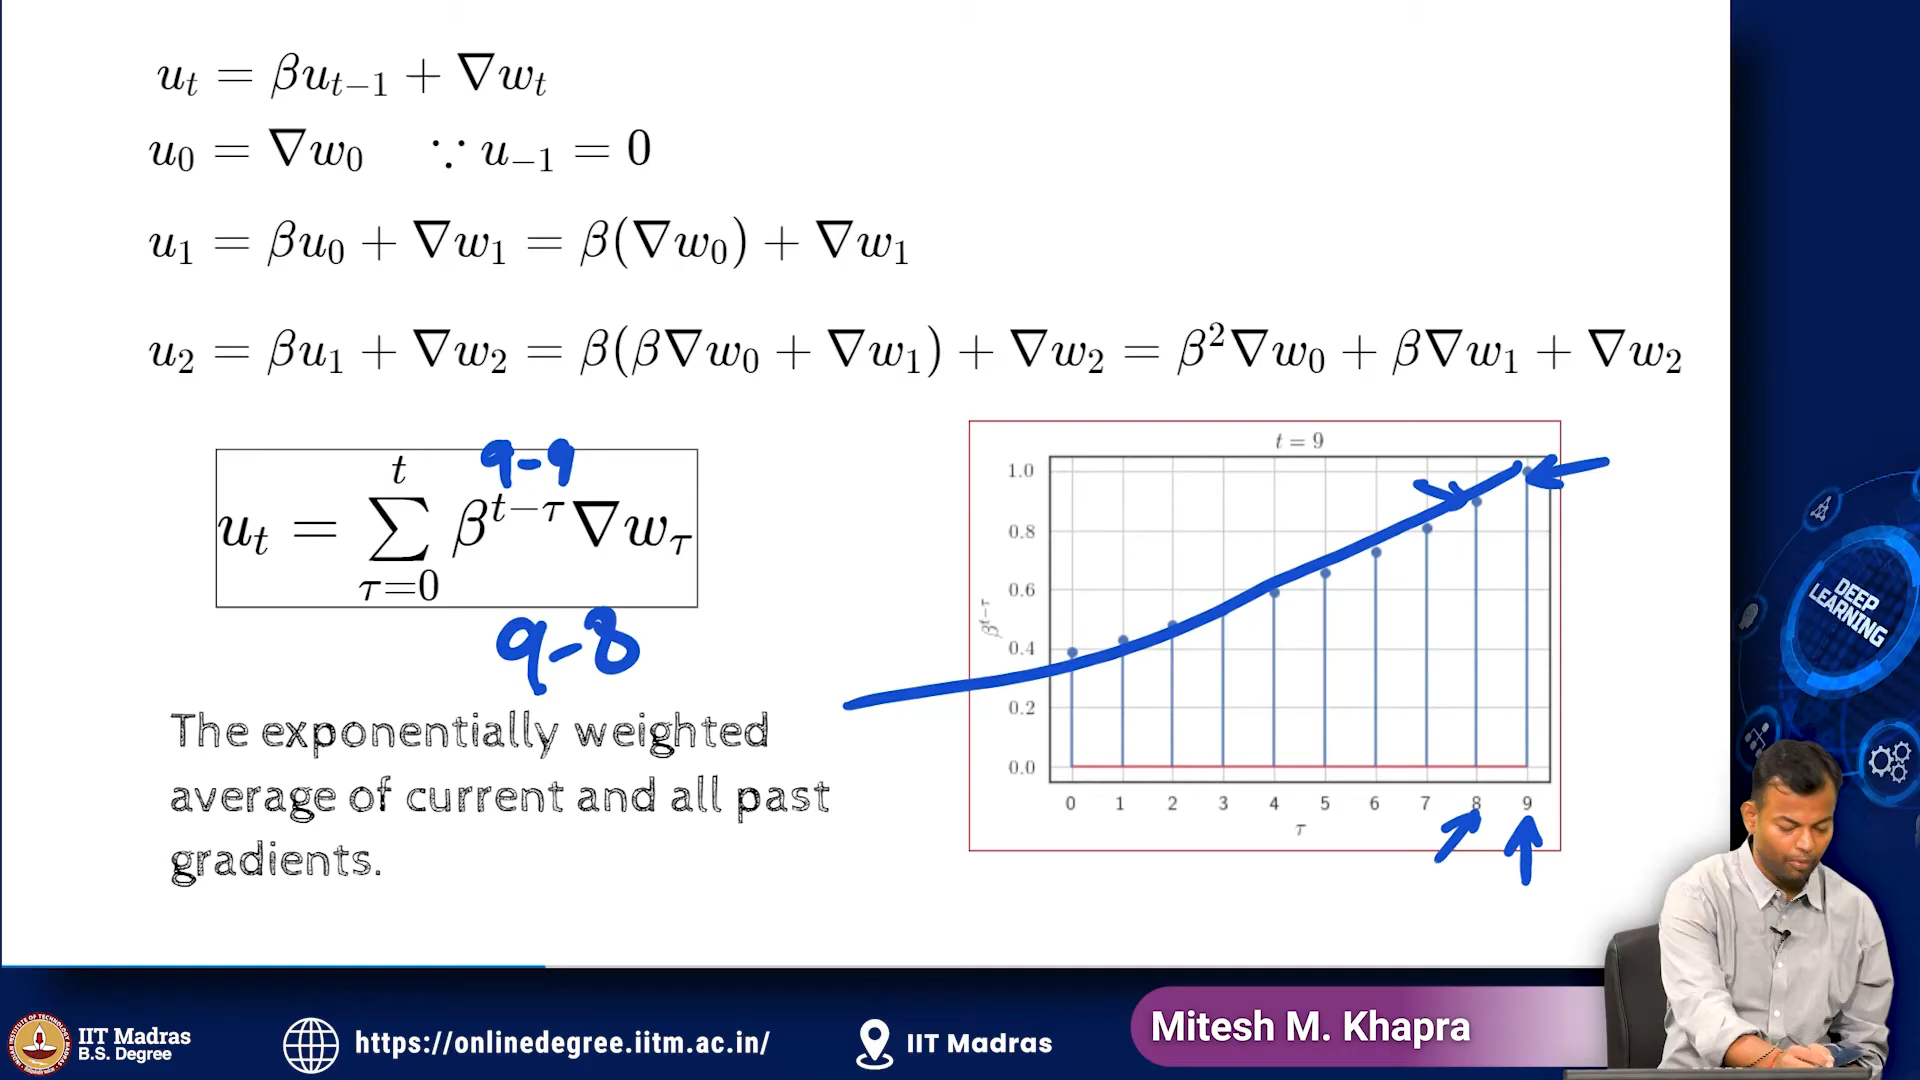 u_t = βu_{t−1} + ∇w_t
u_0 = ∇w_0 ∵ u_{−1} = 0
u_1 = βu_0 + ∇w_1 = β(∇w_0) + ∇w_1
u_2 = βu_1 + ∇w_2 = β(β∇w_0 + ∇w_1) + ∇w_2 = β^2∇w_0 + β∇w_1 + ∇w_2
9-9
u_t = \sum_{τ=0}^{t} β^{t−τ}∇w_τ
9-8
The exponentially weighted
average of current and all past
gradients.
t = 9
1.0
0.8
0.6
0.4
0.2
0.0
β^{t−τ}
0 1 2 3 4 5 6 7 8 9
τ
DEEP
LEARNING
IIT Madras
B.S. Degree
https://onlinedegree.iitm.ac.in/
IIT Madras
Mitesh M. Khapra